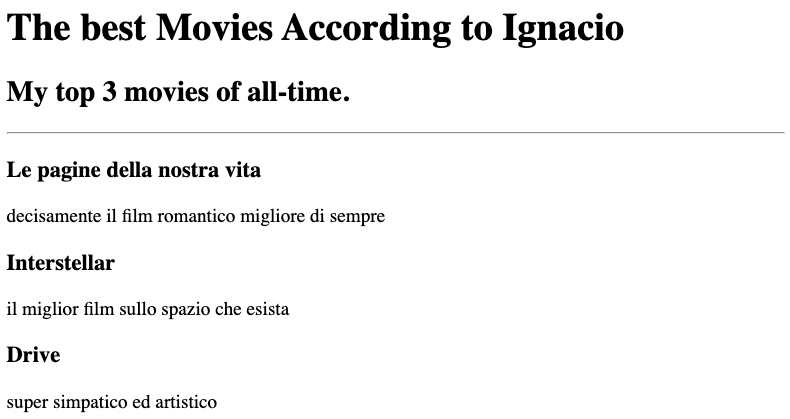 The best Movies According to Ignacio
My top 3 movies of all-time.
Le pagine della nostra vita
decisamente il film romantico migliore di sempre
Interstellar
il miglior film sullo spazio che esista
Drive
super simpatico ed artistico